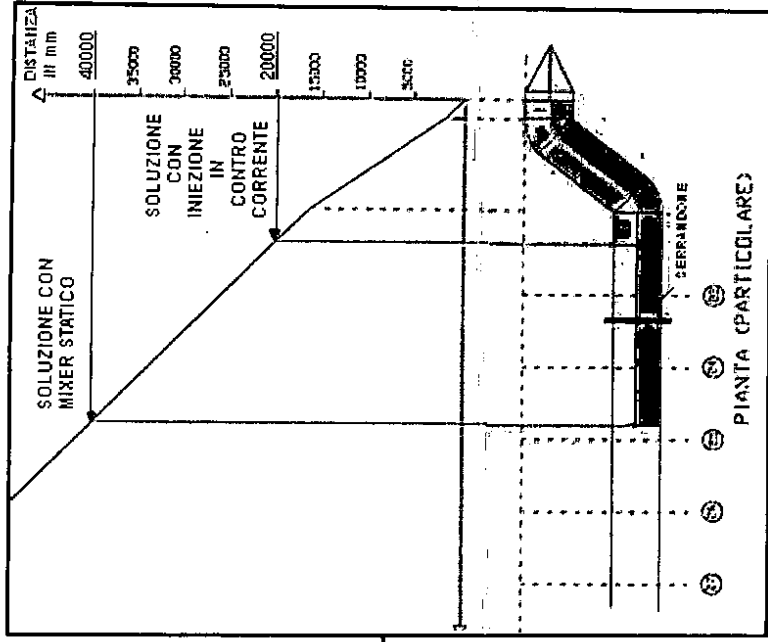 DISTANZA
in mm
40000
35000
30000
25000
20000
15000
10000
5000
SOLUZIONE CON
MIXER STATICO
SOLUZIONE
CON
INIEZIONE
IN
CONTRO
CORRENTE
SERRANDONE
PIANTA (PARTICOLARE)